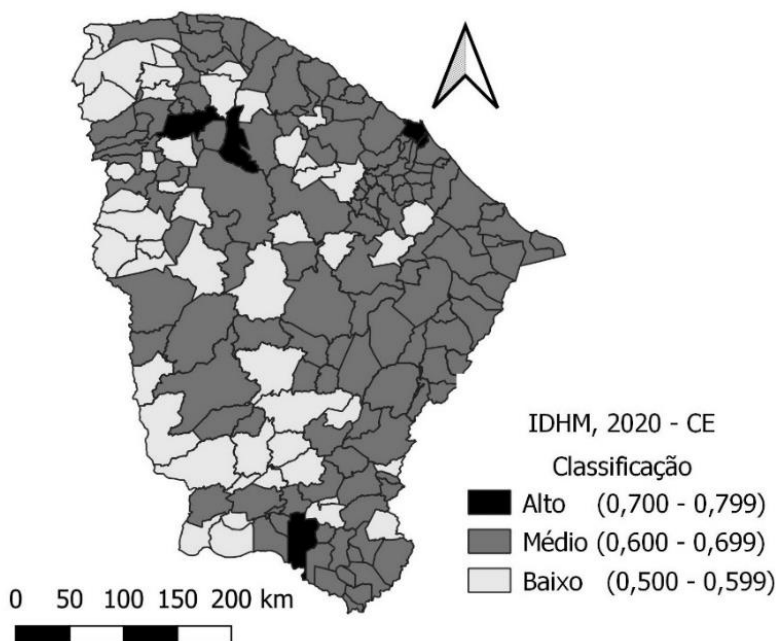 IDHM, 2020 - CE
Classificação
Alto (0,700 - 0,799)
Médio (0,600 - 0,699)
Baixo (0,500 - 0,599)
0 50 100 150 200 km